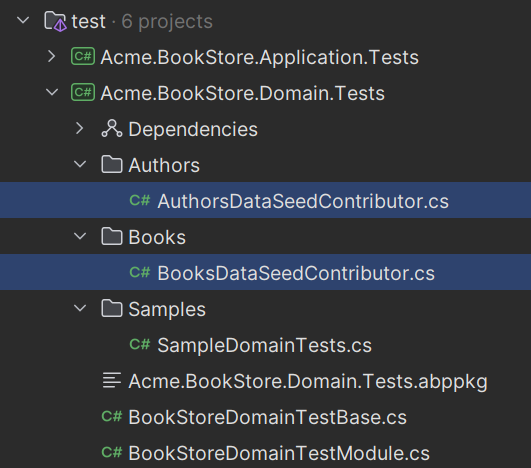 test · 6 projects
C# Acme.BookStore.Application.Tests
C# Acme.BookStore.Domain.Tests
Dependencies
Authors
C# AuthorsDataSeedContributor.cs
Books
C# BooksDataSeedContributor.cs
Samples
C# SampleDomainTests.cs
Acme.BookStore.Domain.Tests.abppkg
C# BookStoreDomainTestBase.cs
C# BookStoreDomainTestModule.cs